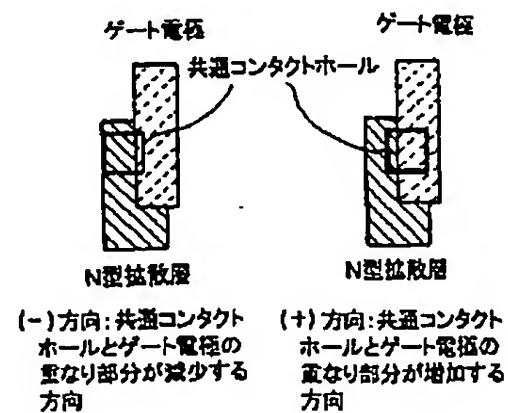 ゲート電極
ゲート電極
共通コンタクトホール
N型拡散層
N型拡散層
(-)方向:共通コンタクト
ホールとゲート電極の
重なり部分が減少する
方向
(+)方向:共通コンタクト
ホールとゲート電極の
重なり部分が増加する
方向